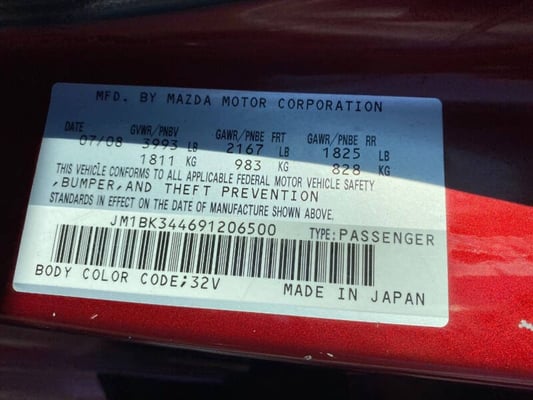 MFD. BY MAZDA MOTOR CORPORATION
DATE GVWR/PNBV GAWR/PNBE FRT GAWR/PNBE RR
07/08 3993 LB 2167 LB 1825 LB
1811 KG 983 KG 828 KG
THIS VEHICLE CONFORMS TO ALL APPLICABLE FEDERAL MOTOR VEHICLE SAFETY
,BUMPER,AND THEFT PREVENTION
STANDARDS IN EFFECT ON THE DATE OF MANUFACTURE SHOWN ABOVE.
JM1BK344691206500 TYPE:PASSENGER
BODY COLOR CODE;32V MADE IN JAPAN